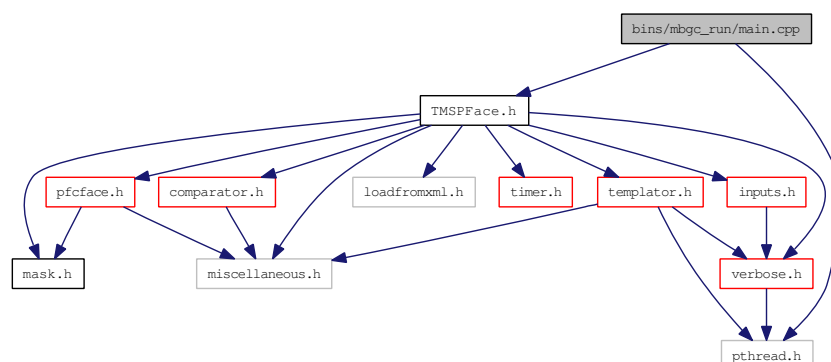 bins/mbgc_run/main.cpp
TMSPFace.h
pfcface.h
comparator.h
loadfromxml.h
timer.h
templator.h
inputs.h
mask.h
miscellaneous.h
verbose.h
pthread.h